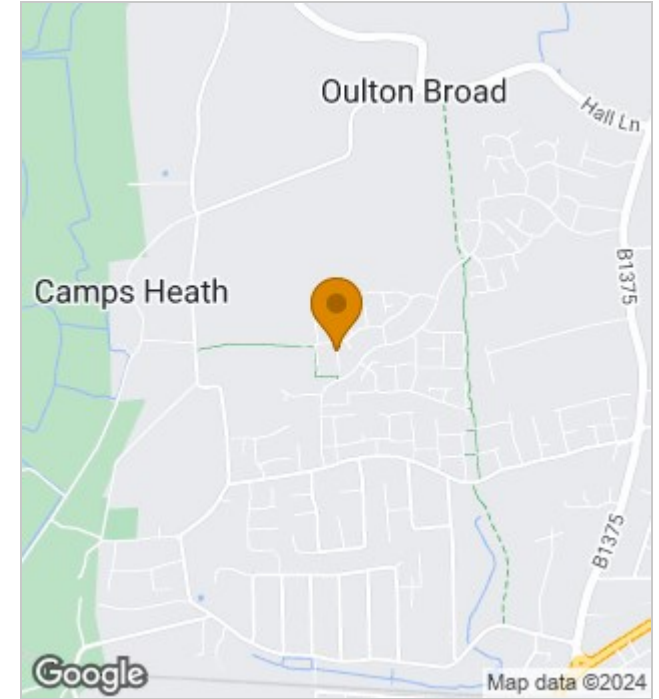 Oulton Broad
Hall Ln
B1375
Camps Heath
B1375
Google
Map data ©2024